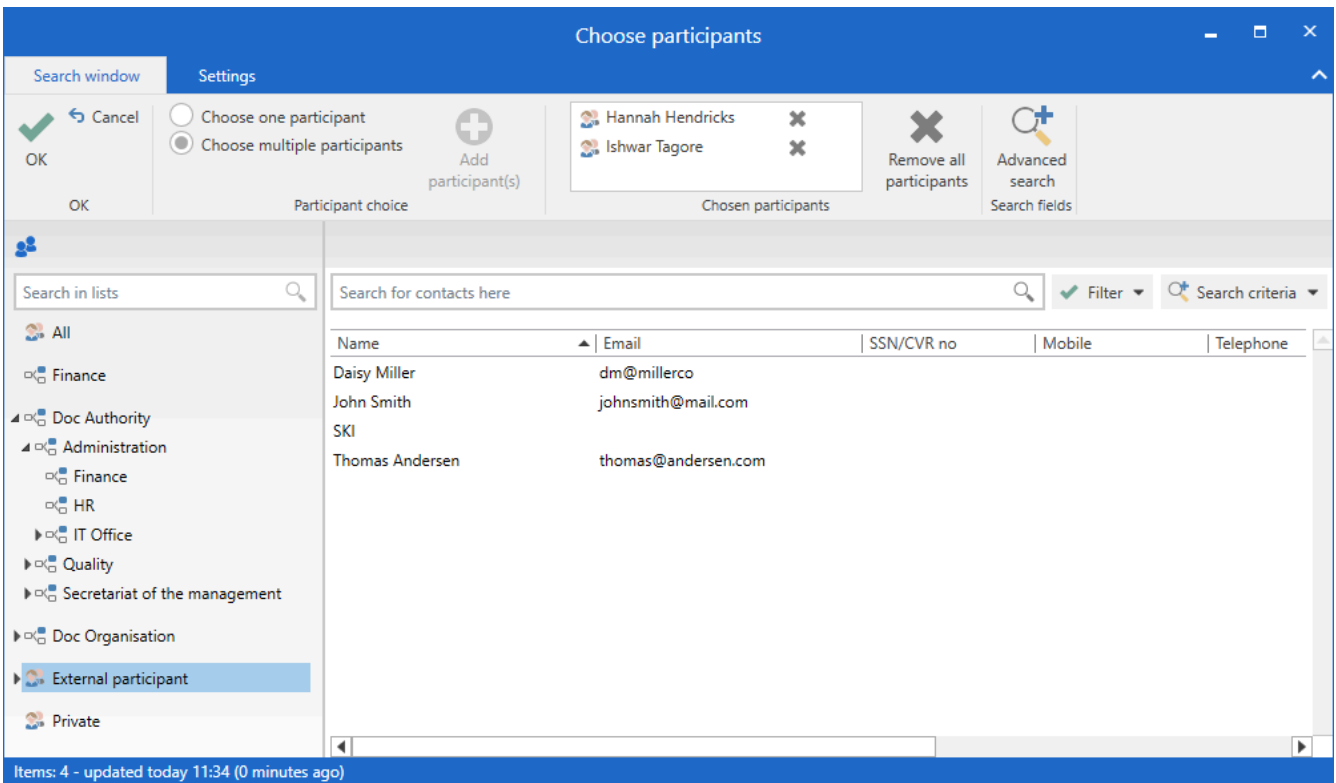 Choose participants
Search window Settings
OK
Cancel
Choose one participant
Choose multiple participants
Add
participant(s)
Hannah Hendricks
Ishwar Tagore
Remove all
participants
Advanced
search
OK Participant choice Chosen participants Search fields
Search in lists
Search for contacts here Filter Search criteria
All
Finance
Doc Authority
Administration
Finance
HR
IT Office
Quality
Secretariat of the management
Doc Organisation
External participant
Private
Name Email SSN/CVR no Mobile Telephone
Daisy Miller dm@millerco
John Smith johnsmith@mail.com
SKI
Thomas Andersen thomas@andersen.com
Items: 4 - updated today 11:34 (0 minutes ago)